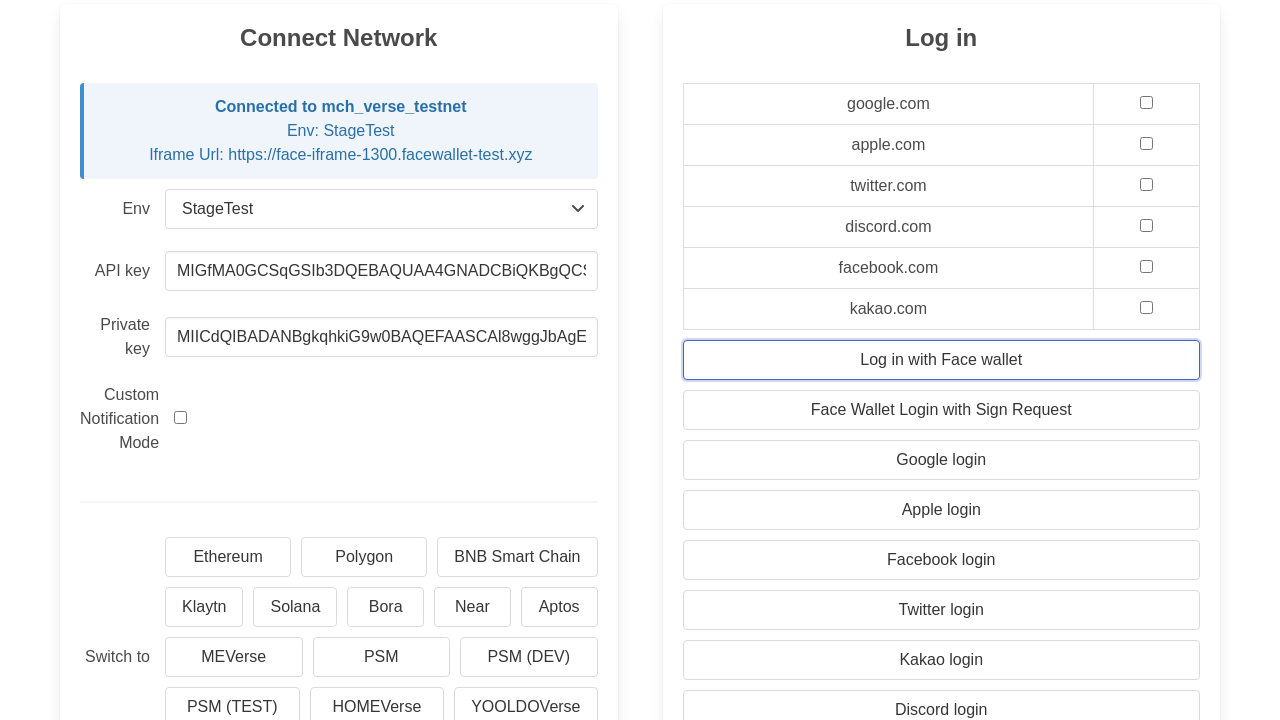 Connect Network
Connected to mch_verse_testnet
Env: StageTest
Iframe Url: https://face-iframe-1300.facewallet-test.xyz
Env
StageTest
API key
MIGfMA0GCSqGSIb3DQEBAQUAA4GNADCBiQKBgQCS
Private key
MIICdQIBADANBgkqhkiG9w0BAQEFAASCAl8wggJbAgE
Custom
Notification
Mode
Switch to
Ethereum
Polygon
BNB Smart Chain
Klaytn
Solana
Bora
Near
Aptos
MEVerse
PSM
PSM (DEV)
PSM (TEST)
HOMEVerse
YOOLDOVerse
Log in
google.com
apple.com
twitter.com
discord.com
facebook.com
kakao.com
Log in with Face wallet
Face Wallet Login with Sign Request
Google login
Apple login
Facebook login
Twitter login
Kakao login
Discord login